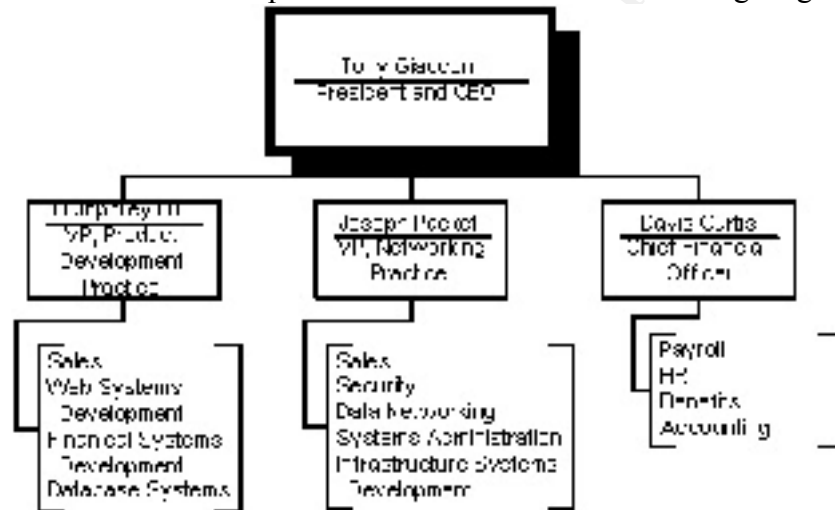 President and CEO
VP, Product
Development
Practice
Joseph
VP, Networking
Practice
David Curtis
Chief Financial
Officer
Sales
Web Systems
Development
Financial Systems
Development
Database Systems
Sales
Security
Data Networking
Systems Administration
Infrastructure Systems
Development
Payroll
HR
Benefits
Accounting